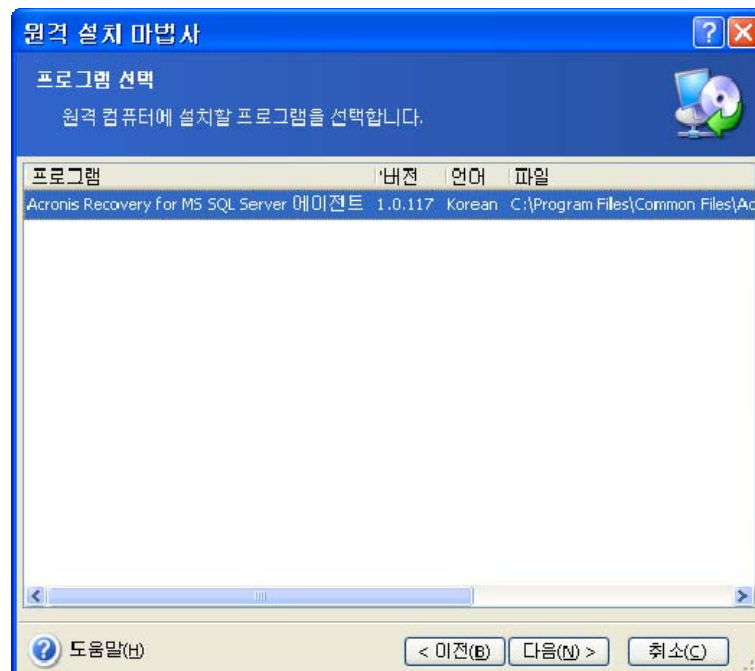 원격 설치 마법사
프로그램 선택
원격 컴퓨터에 설치할 프로그램을 선택합니다.
프로그램 버전 언어 파일
Acronis Recovery for MS SQL Server 에이전트 1.0.117 Korean C:\Program Files\Common Files\Ac
도움말(H) < 이전(B) 다음(N) > 취소(C)